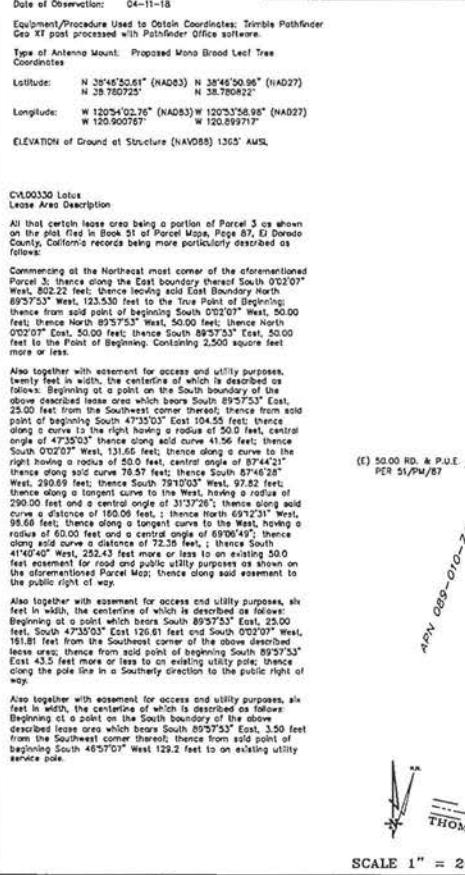 Date of Observation: 04-11-18
Equipment/Procedure Used to Obtain Coordinates: Trimble Pathfinder
Geo XT post processed with Pathfinder Office software.
Type of Antenna Mount: Proposed Mono Broad Leaf Tree
Coordinates
Latitude: N 38°46'50.61" (NAD83) N 38°46'50.96" (NAD27)
N 38.780725° N 38.780822°
Longitude: W 120°54'02.76" (NAD83) W 120°53'58.98" (NAD27)
W 120.900767° W 120.899717°
ELEVATION of Ground at Structure (NAVD88) 1365' AMSL
CVL00330 Lotus
Lease Area Description
All that certain lease area being a portion of Parcel 3 as shown
on the plat filed in Book 51 of Parcel Maps, Page 87, El Dorado
County, California records being more particularly described as
follows:
Commencing at the Northeast most corner of the aforementioned
Parcel 3; thence along the East boundary thereof South 0°02'07"
West, 802.22 feet; thence leaving said East Boundary North
89°57'53" West, 123.530 feet to the True Point of Beginning;
thence from said point of beginning South 0°02'07" West, 50.00
feet; thence North 89°57'53" West, 50.00 feet; thence North
0°02'07" East, 50.00 feet; thence South 89°57'53" East, 50.00
feet to the Point of Beginning. Containing 2,500 square feet
more or less.
Also together with easement for access and utility purposes,
twenty feet in width, the centerline of which is described as
follows: Beginning at a point on the South boundary of the
above described lease area which bears South 89°57'53" East,
25.00 feet from the Southwest corner thereof; thence from said
point of beginning South 47°35'03" East 104.55 feet; thence
along a curve to the right having a radius of 50.0 feet, central
angle of 47°35'03" thence along said curve 41.56 feet; thence
South 0°02'07" West, 131.66 feet; thence along a curve to the
right having a radius of 50.0 feet, central angle of 87°44'21"
thence along said curve 76.57 feet; thence South 87°46'28"
West, 290.69 feet; thence South 79°10'03" West, 97.82 feet;
thence along a tangent curve to the West, having a radius of
290.00 feet and a central angle of 31°37'26"; thence along said
curve a distance of 160.06 feet, ; thence North 69°12'31" West,
98.66 feet; thence along a tangent curve to the West, having a
radius of 60.00 feet and a central angle of 69°06'49"; thence
along said curve a distance of 72.38 feet, ; thence South
41°40'40" West, 252.43 feet more or less to an existing 50.0
feet easement for road and public utility purposes as shown on
the aforementioned Parcel Map; thence along said easement to
the public right of way.
Also together with easement for access and utility purposes, six
feet in width, the centerline of which is described as follows:
Beginning at a point which bears South 89°57'53" East, 25.00
feet, South 47°35'03" East 126.61 feet and South 0°02'07" West,
151.81 feet from the Southeast corner of the above described
lease area; thence from said point of beginning South 89°57'53"
East 43.5 feet more or less to an existing utility pole; thence
along the pole line in a Southerly direction to the public right of
way.
Also together with easement for access and utility purposes, six
feet in width, the centerline of which is described as follows:
Beginning at a point on the South boundary of the above
described lease area which bears South 89°57'53" East, 3.50 feet
from the Southwest corner thereof; thence from said point of
beginning South 46°57'07" West 129.2 feet to an existing utility
service pole.
(E) 50.00 RD. & P.U.E.
PER 51/PM/87
APN 089-010-7
THOM
SCALE 1" = 2